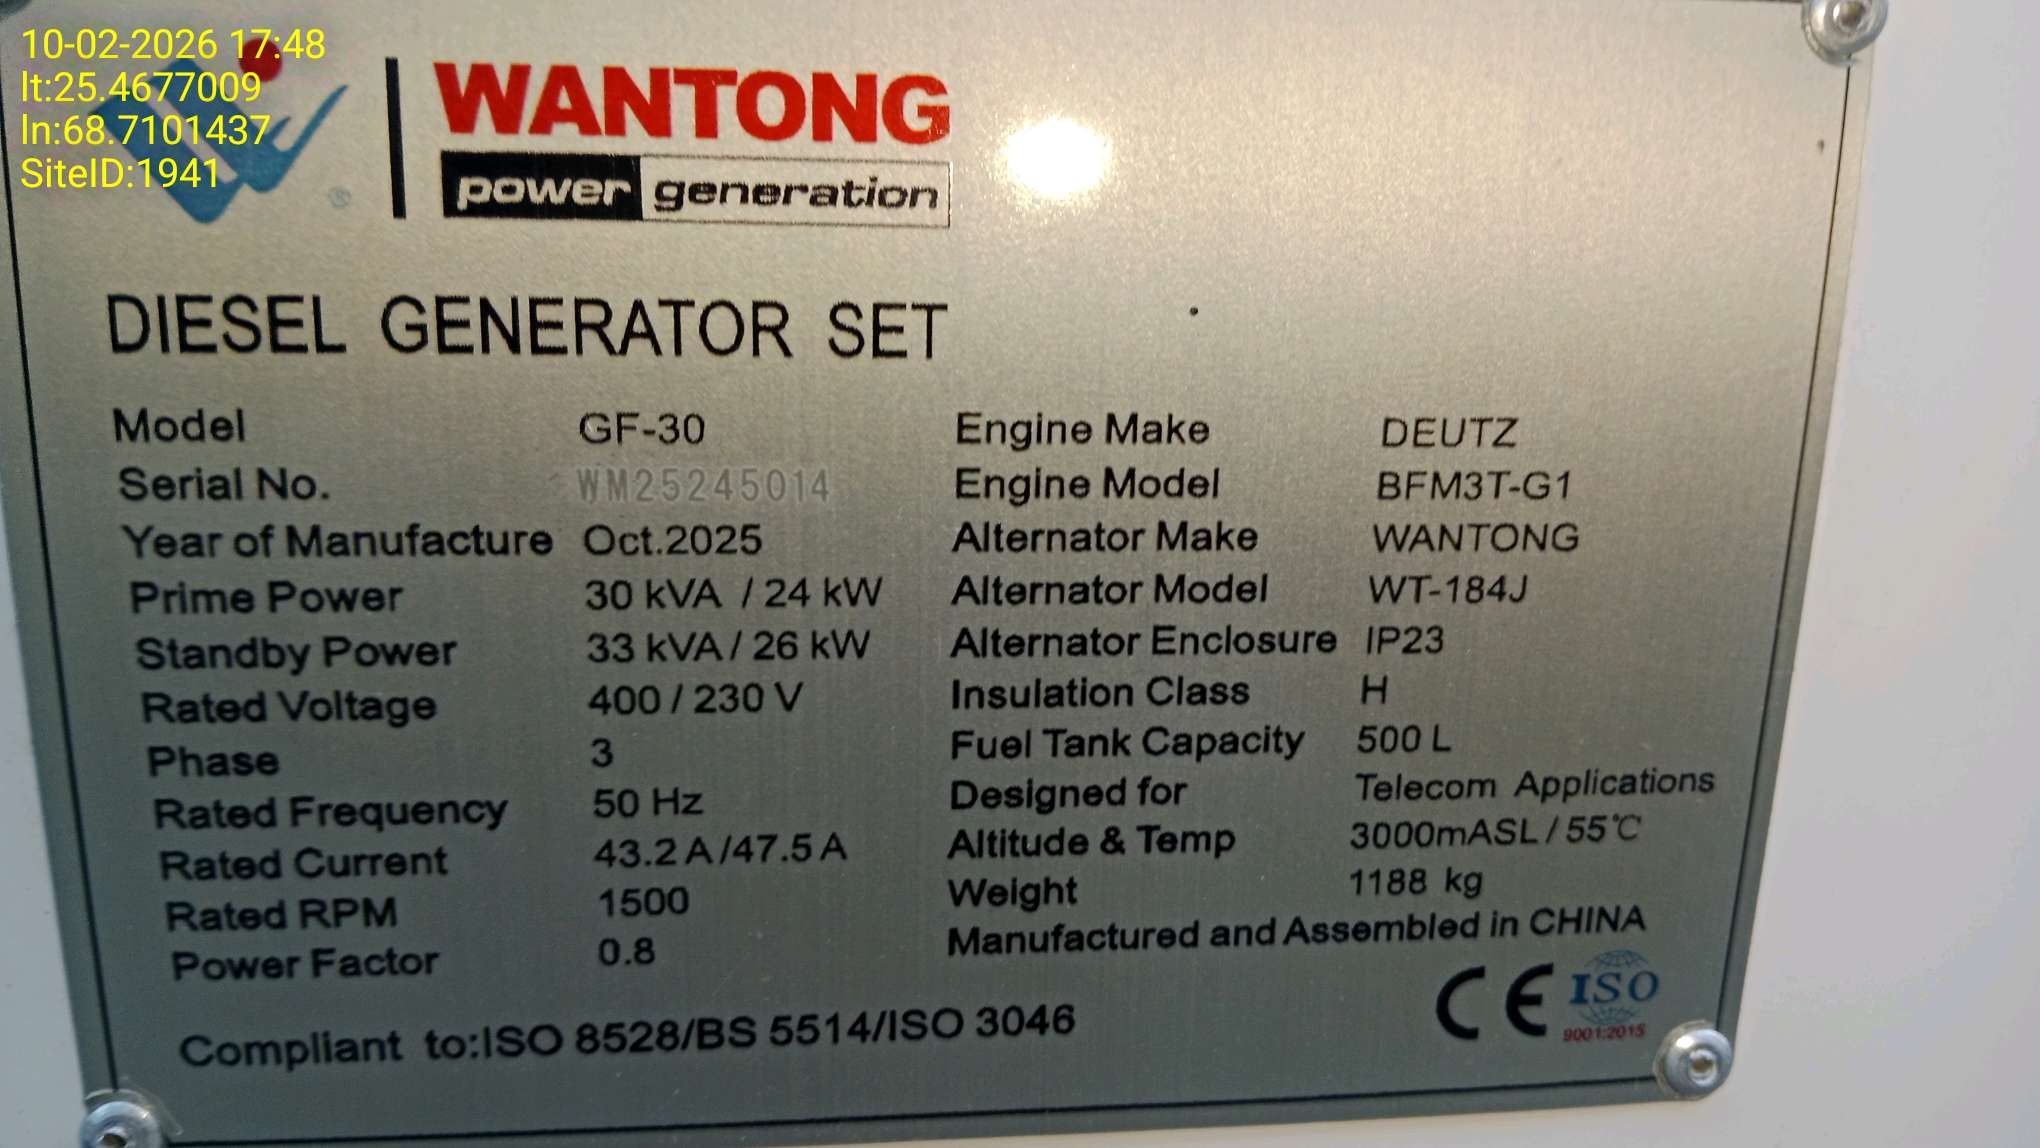 10-02-2026 17:48
lt:25.4677009
ln:68.7101437
SiteID:1941
WANTONG
power generation
®
DIESEL GENERATOR SET
Model GF-30
Serial No. WM25245014
Year of Manufacture Oct.2025
Prime Power 30 kVA / 24 kW
Standby Power 33 kVA / 26 kW
Rated Voltage 400 / 230 V
Phase 3
Rated Frequency 50 Hz
Rated Current 43.2 A /47.5 A
Rated RPM 1500
Power Factor 0.8
Engine Make DEUTZ
Engine Model BFM3T-G1
Alternator Make WANTONG
Alternator Model WT-184J
Alternator Enclosure IP23
Insulation Class H
Fuel Tank Capacity 500 L
Designed for Telecom Applications
Altitude & Temp 3000mASL / 55℃
Weight 1188 kg
Manufactured and Assembled in CHINA
Compliant to:ISO 8528/BS 5514/ISO 3046
CE
ISO
9001:2015